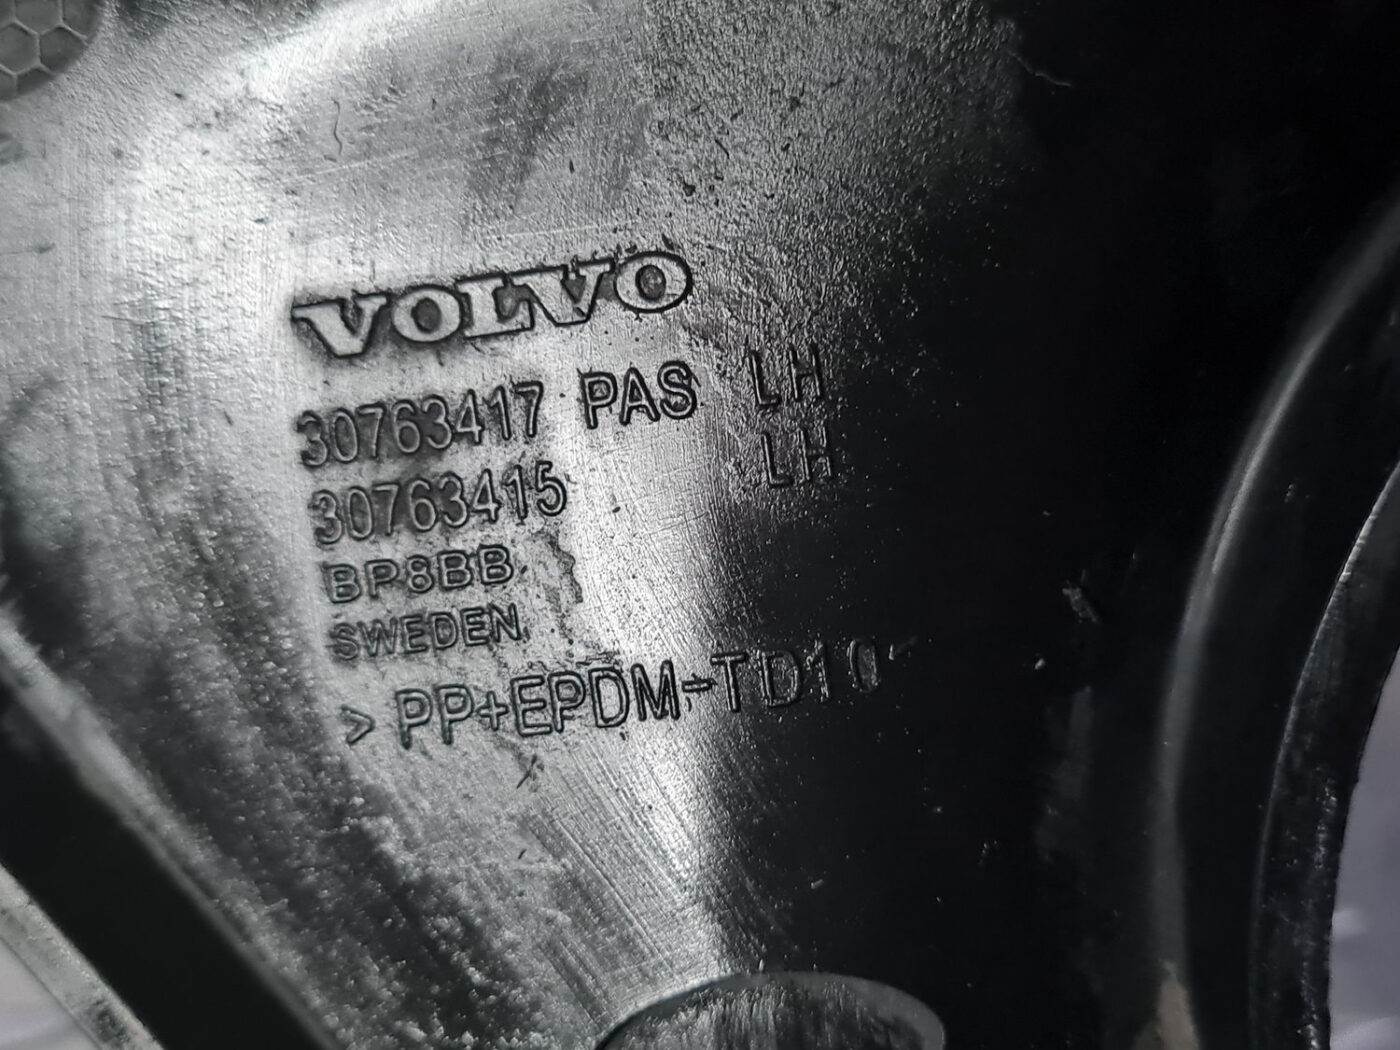 VOLVO
30763417 PAS LH
30763415 LH
BP8BB
SWEDEN
>PP+EPDM-TD10<